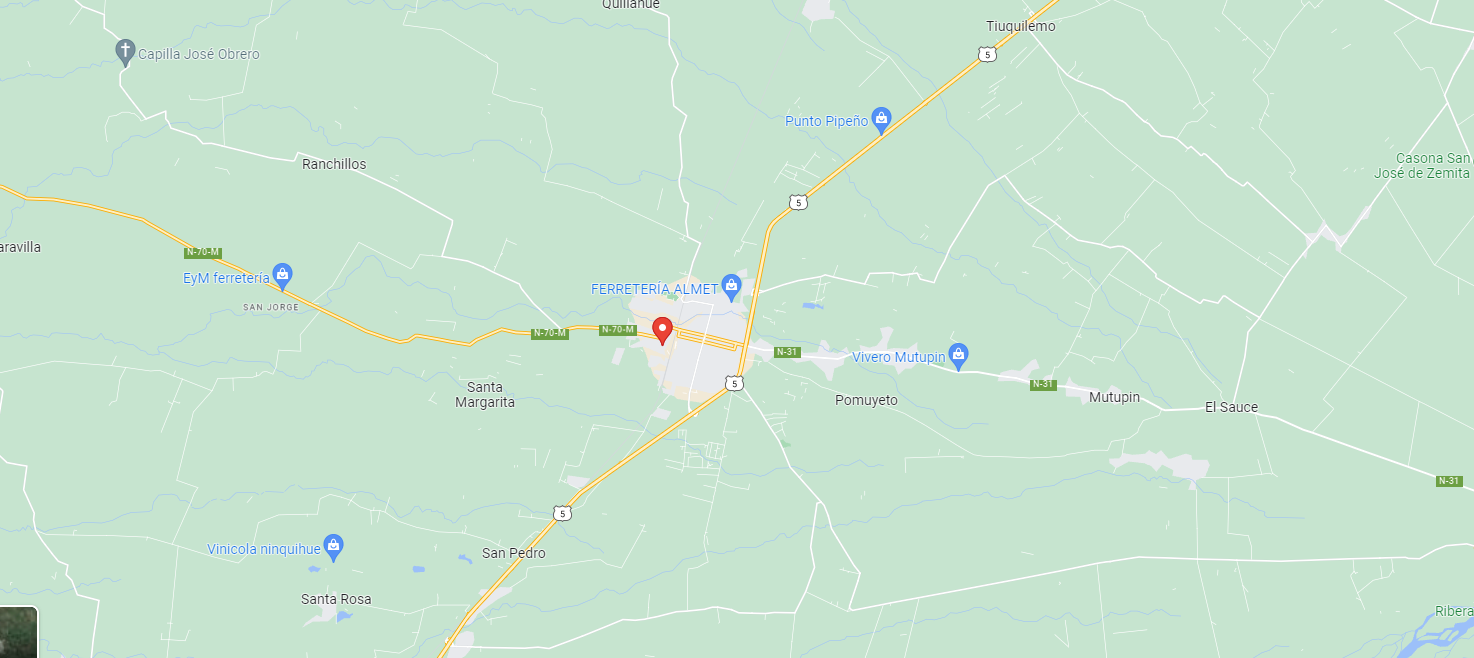 Quillahue
Tiuquilemo
5
Capilla José Obrero
Punto Pipeño
Ranchillos
Casona San
José de Zemita
5
aravilla
N-70-M
EyM ferretería
SAN JORGE
FERRETERÍA ALMET
N-70-M
N-70-M
N-31
Vivero Mutupin
N-31
5
Santa
Margarita
Pomuyeto
Mutupin
El Sauce
N-31
5
Vinicola ninquihue
San Pedro
Santa Rosa
Ribera